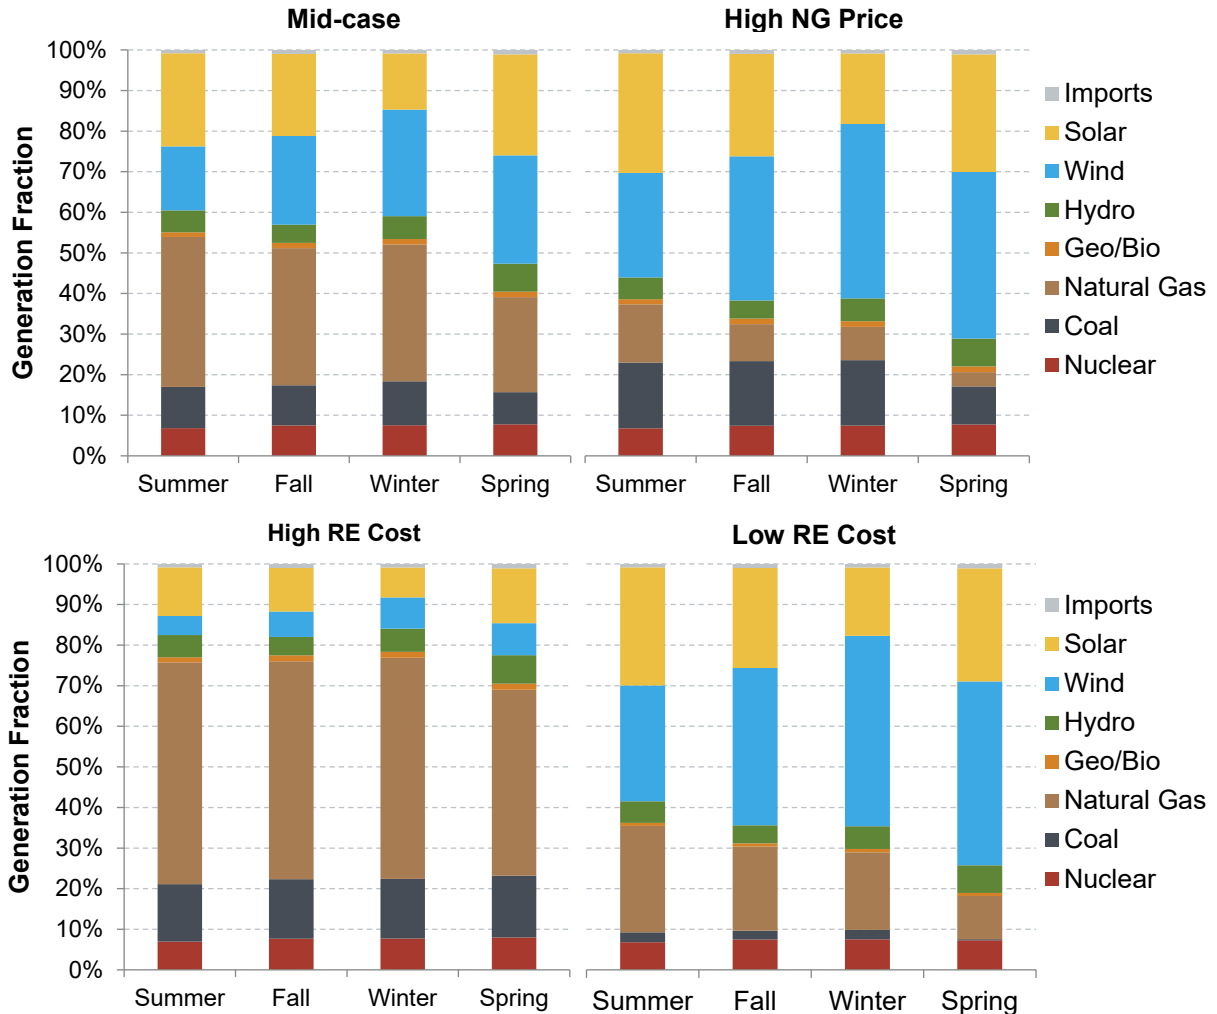 Mid-case
High NG Price
Generation Fraction
100%
90%
80%
70%
60%
50%
40%
30%
20%
10%
0%
Summer Fall Winter Spring
Summer Fall Winter Spring
Imports
Solar
Wind
Hydro
Geo/Bio
Natural Gas
Coal
Nuclear
High RE Cost
Low RE Cost
Generation Fraction
100%
90%
80%
70%
60%
50%
40%
30%
20%
10%
0%
Summer Fall Winter Spring
Summer Fall Winter Spring
Imports
Solar
Wind
Hydro
Geo/Bio
Natural Gas
Coal
Nuclear